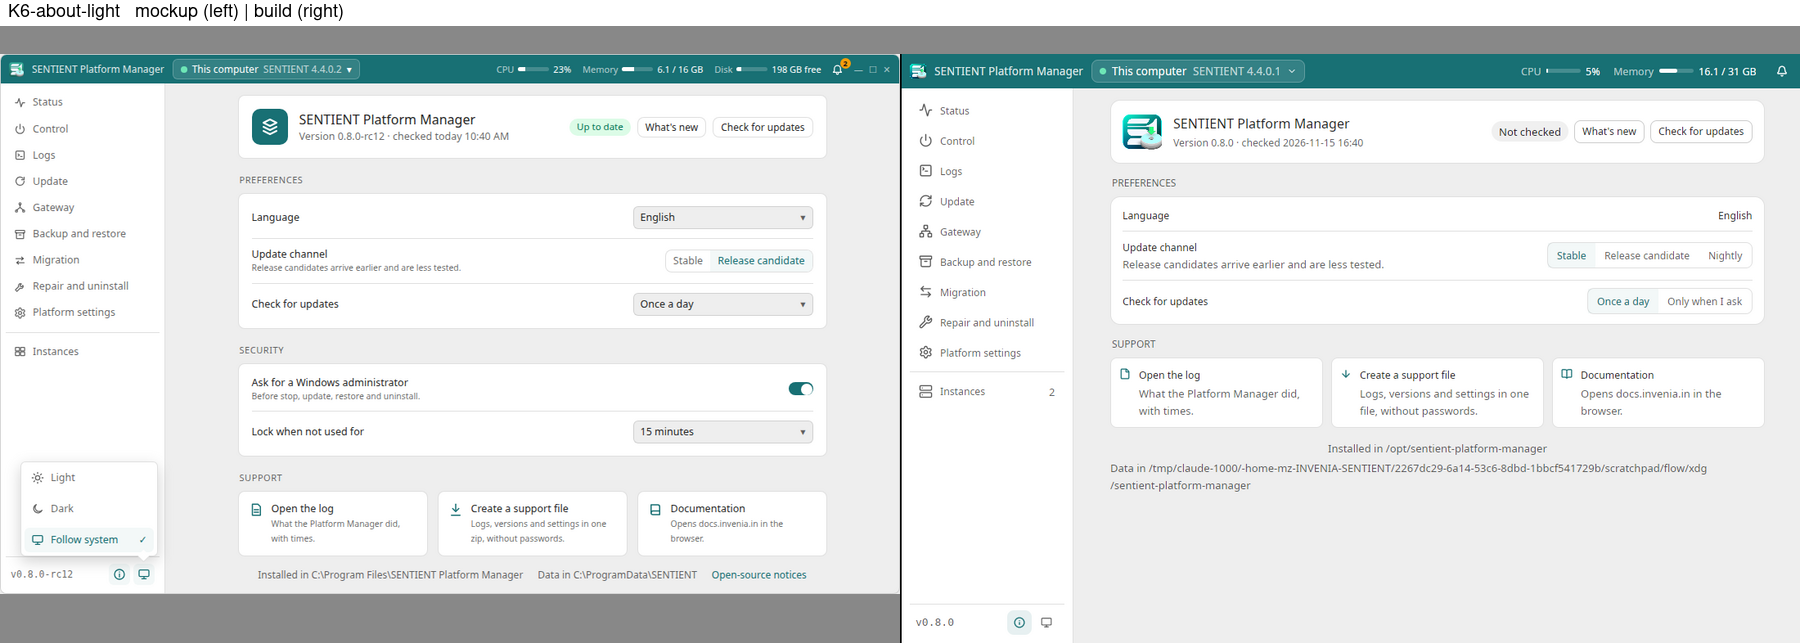 K6-about-light   mockup (left) | build (right)
SENTIENT Platform Manager
This computer SENTIENT 4.4.0.2 ▾
CPU 23% Memory 6.1 / 16 GB Disk 198 GB free 2
Status
Control
Logs
Update
Gateway
Backup and restore
Migration
Repair and uninstall
Platform settings
Instances
Light
Dark
Follow system ✓
v0.8.0-rc12
SENTIENT Platform Manager
Version 0.8.0-rc12 · checked today 10:40 AM
Up to date
What's new
Check for updates
PREFERENCES
Language
English
Update channel
Release candidates arrive earlier and are less tested.
Stable
Release candidate
Check for updates
Once a day
SECURITY
Ask for a Windows administrator
Before stop, update, restore and uninstall.
Lock when not used for
15 minutes
SUPPORT
Open the log
What the Platform Manager did,
with times.
Create a support file
Logs, versions and settings in one
zip, without passwords.
Documentation
Opens docs.invenia.in in the
browser.
Installed in C:\Program Files\SENTIENT Platform Manager
Data in C:\ProgramData\SENTIENT
Open-source notices
SENTIENT Platform Manager
This computer SENTIENT 4.4.0.1
CPU 5% Memory 16.1 / 31 GB
Status
Control
Logs
Update
Gateway
Backup and restore
Migration
Repair and uninstall
Platform settings
Instances 2
v0.8.0
SENTIENT Platform Manager
Version 0.8.0 · checked 2026-11-15 16:40
Not checked
What's new
Check for updates
PREFERENCES
Language
English
Update channel
Release candidates arrive earlier and are less tested.
Stable
Release candidate
Nightly
Check for updates
Once a day
Only when I ask
SUPPORT
Open the log
What the Platform Manager did,
with times.
Create a support file
Logs, versions and settings in one
file, without passwords.
Documentation
Opens docs.invenia.in in the
browser.
Installed in /opt/sentient-platform-manager
Data in /tmp/claude-1000/-home-mz-INVENIA-SENTIENT/2267dc29-6a14-53c6-8dbd-1bbcf541729b/scratchpad/flow/xdg
/sentient-platform-manager